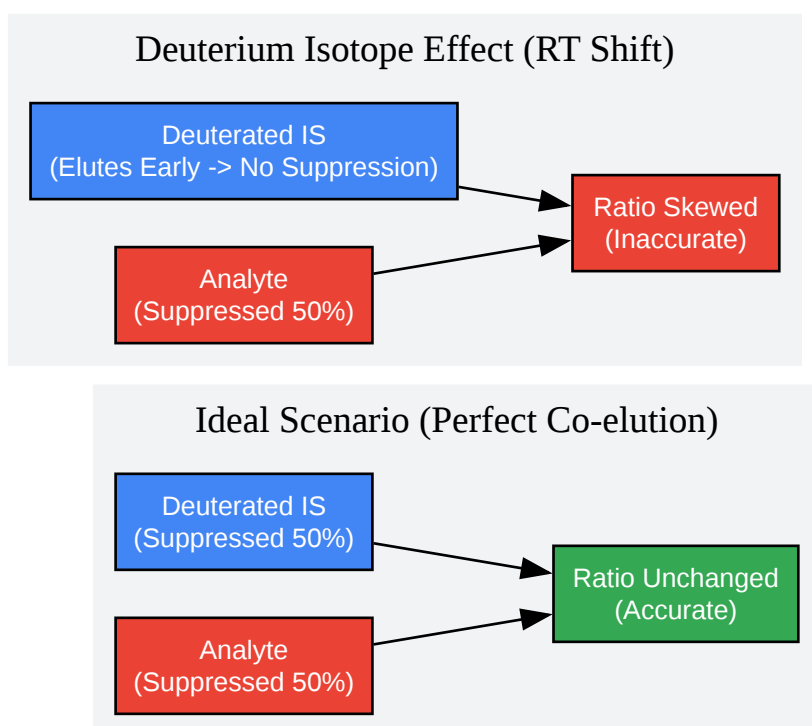 Deuterium Isotope Effect (RT Shift)
Deuterated IS
(Elutes Early -> No Suppression)
Ratio Skewed
(Inaccurate)
Analyte
(Suppressed 50%)
Ideal Scenario (Perfect Co-elution)
Deuterated IS
(Suppressed 50%)
Ratio Unchanged
(Accurate)
Analyte
(Suppressed 50%)